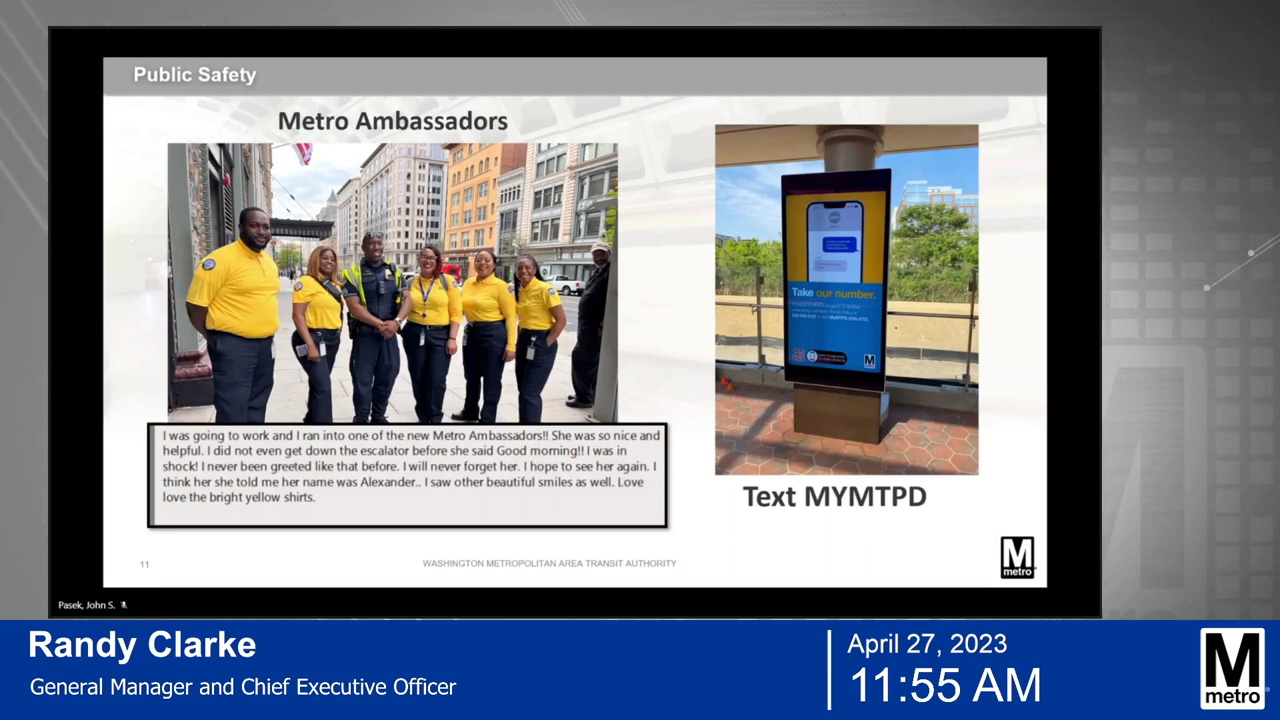 Public Safety
Metro Ambassadors
Take our number.
I was going to work and I ran into one of the new Metro Ambassadors!! She was so nice and
helpful. I did not even get down the escalator before she said Good morning!! I was in
shock! I never been greeted like that before. I will never forget her. I hope to see her again. I
think her she told me her name was Alexander.. I saw other beautiful smiles as well. Love
love the bright yellow shirts.
Text MYMTPD
11
WASHINGTON METROPOLITAN AREA TRANSIT AUTHORITY
M
metro
Pasek, John S.
Randy Clarke
General Manager and Chief Executive Officer
April 27, 2023
11:55 AM
M
metro